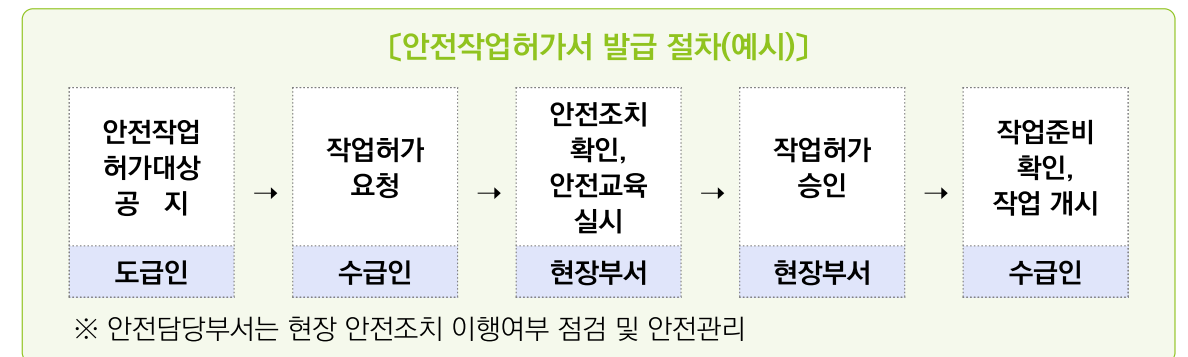 〔안전작업허가서 발급 절차(예시)〕
안전작업
허가대상
공 지
→
작업허가
요청
→
안전조치
확인,
안전교육
실시
→
작업허가
승인
→
작업준비
확인,
작업 개시
도급인
수급인
현장부서
현장부서
수급인
※ 안전담당부서는 현장 안전조치 이행여부 점검 및 안전관리